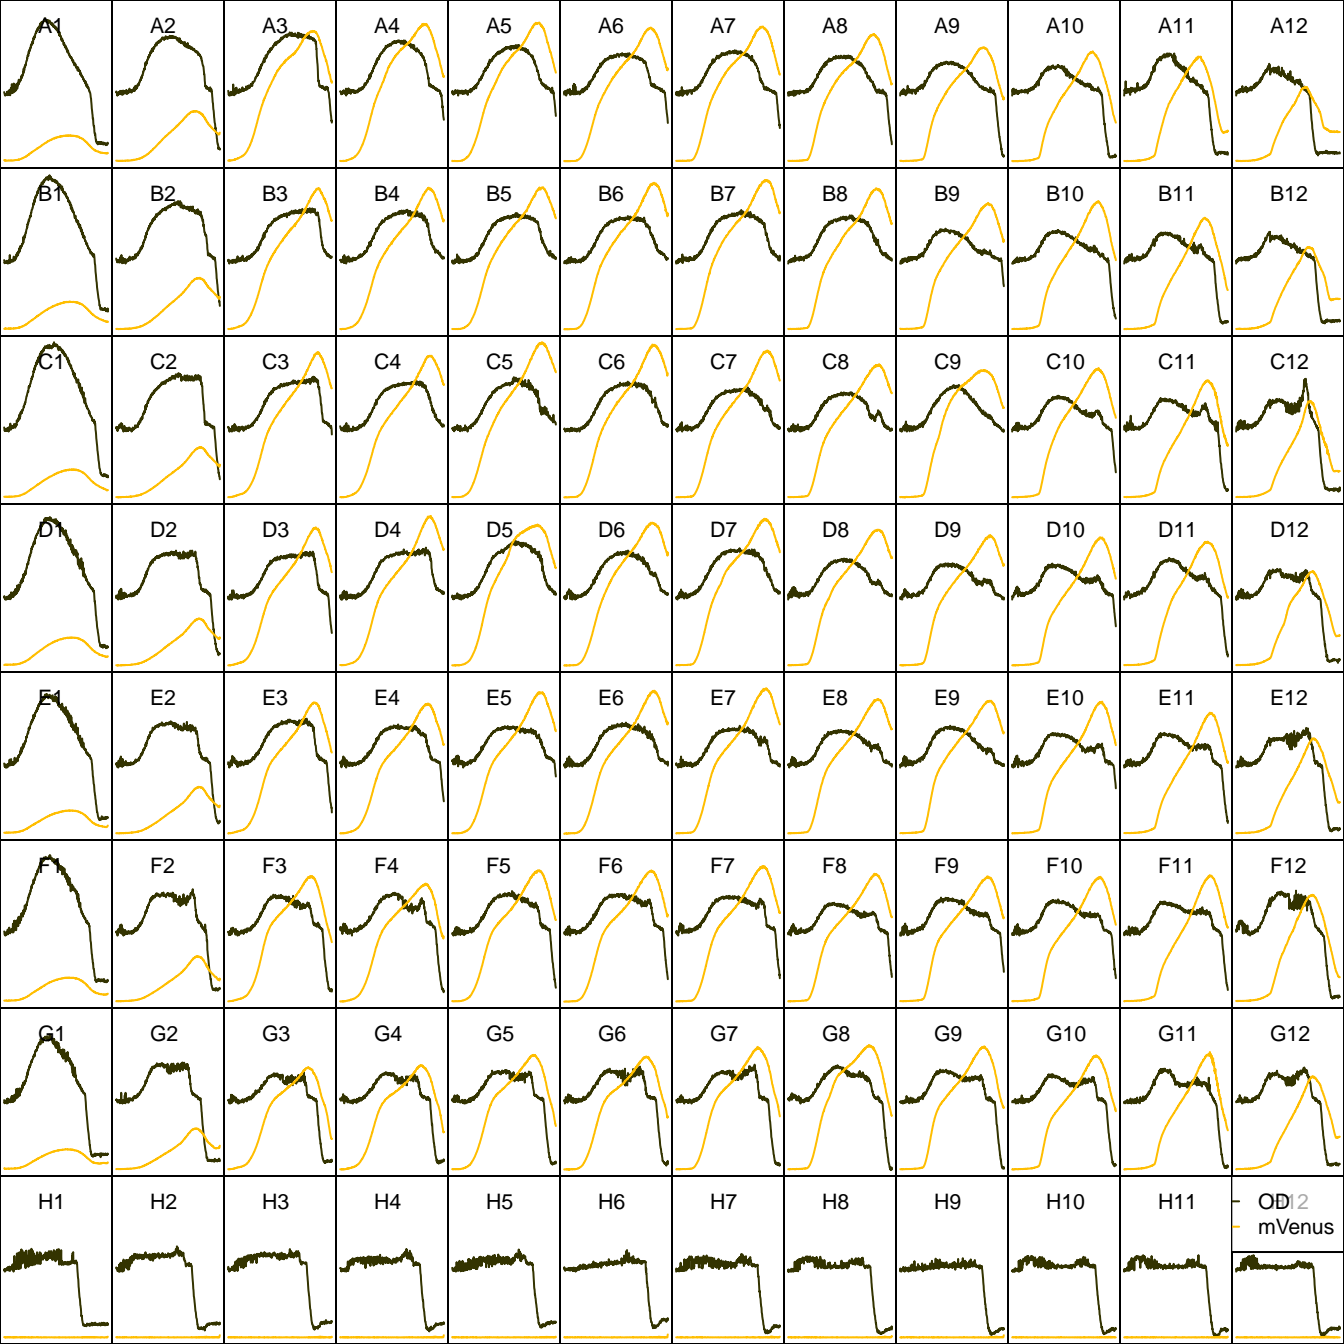 A1 A2 A3 A4 A5 A6 A7 A8 A9 A10 A11 A12
B1 B2 B3 B4 B5 B6 B7 B8 B9 B10 B11 B12
C1 C2 C3 C4 C5 C6 C7 C8 C9 C10 C11 C12
D1 D2 D3 D4 D5 D6 D7 D8 D9 D10 D11 D12
E1 E2 E3 E4 E5 E6 E7 E8 E9 E10 E11 E12
F1 F2 F3 F4 F5 F6 F7 F8 F9 F10 F11 F12
G1 G2 G3 G4 G5 G6 G7 G8 G9 G10 G11 G12
H1 H2 H3 H4 H5 H6 H7 H8 H9 H10 H11 H12
OD
mVenus